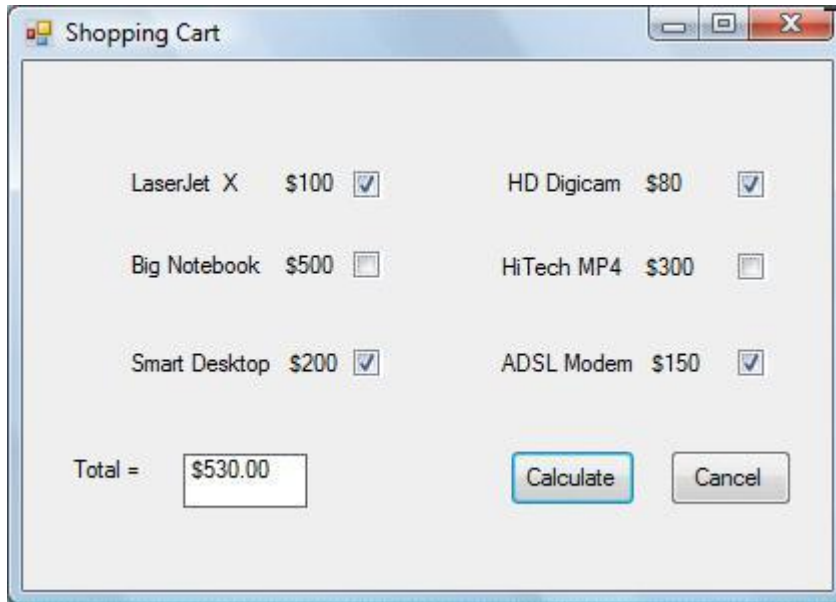 Shopping Cart
LaserJet X $100 HD Digicam $80
Big Notebook $500 HiTech MP4 $300
Smart Desktop $200 ADSL Modem $150
Total = $530.00 Calculate Cancel